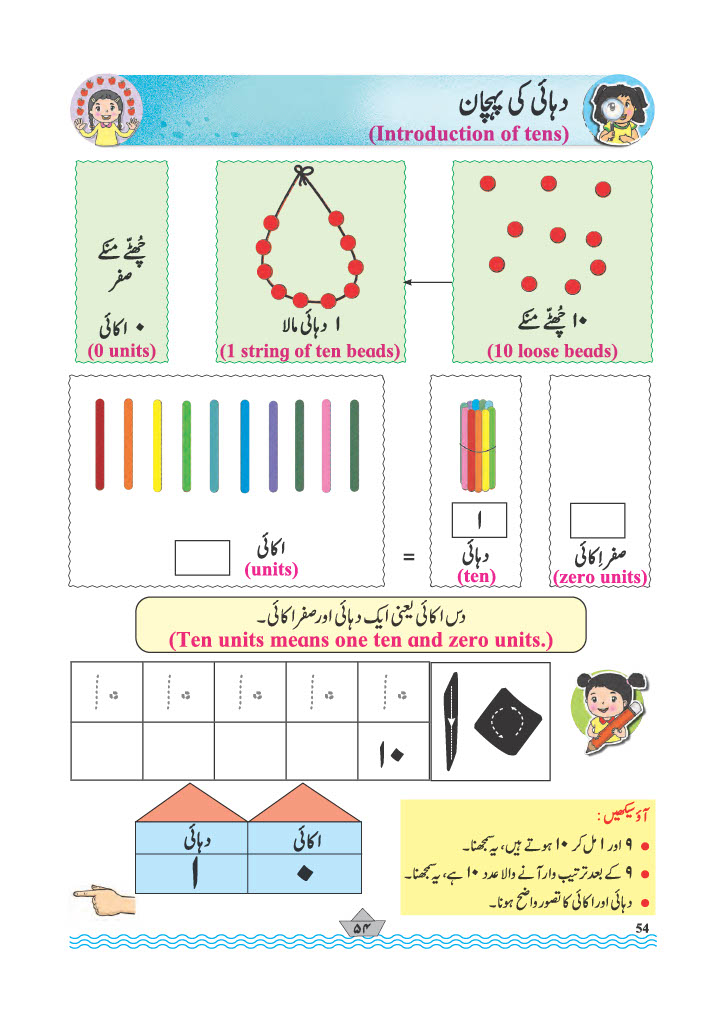 دہائی کی پہچان
(Introduction of tens)
۱۰ چُھٹّے منکے
(10 loose beads)
۱ دہائی مالا
(1 string of ten beads)
چُھٹّے منکے
صفر
۰ اکائی
(0 units)
اکائی
(units)
=
۱
دہائی
(ten)
صفر اِکائی
(zero units)
دس اکائی یعنی ایک دہائی اور صفر اکائی۔
(Ten units means one ten and zero units.)
۱۰ ۱۰ ۱۰ ۱۰ ۱۰
۱۰
۱۰
دہائی اکائی
۱ ۰
آؤ سیکھیں :
● ۹ اور ۱ مل کر ۱۰ ہوتے ہیں، یہ سمجھنا۔
● ۹ کے بعد ترتیب وار آنے والا عدد ۱۰ ہے، یہ سمجھنا۔
● دہائی اور اکائی کا تصور واضح ہونا۔
۵۴
54